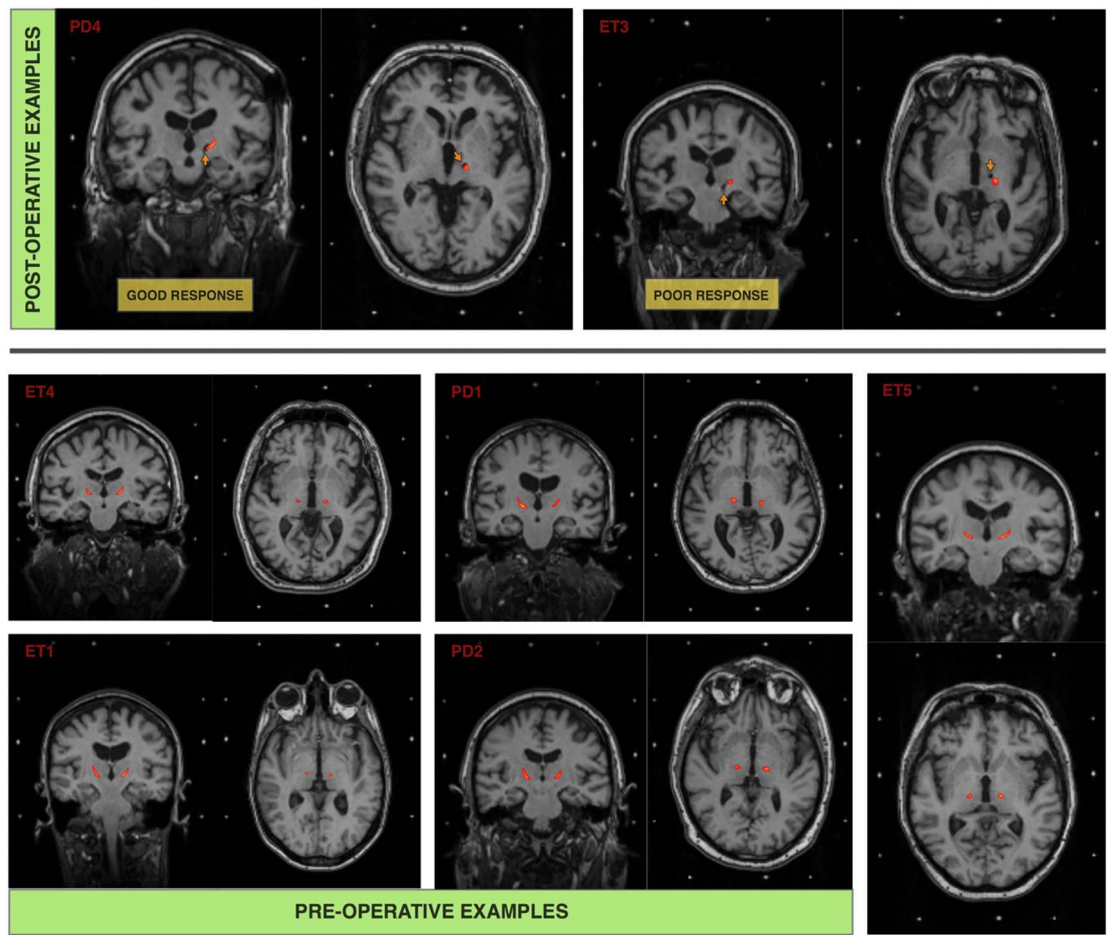 POST-OPERATIVE EXAMPLES
PD4
GOOD RESPONSE
ET3
POOR RESPONSE
ET4
PD1
ET5
ET1
PD2
PRE-OPERATIVE EXAMPLES